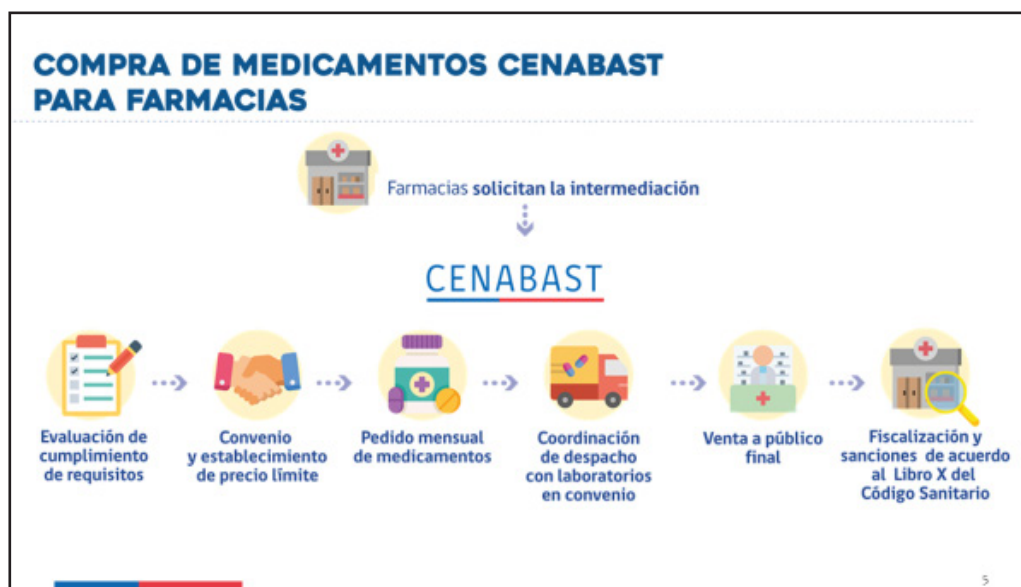 COMPRA DE MEDICAMENTOS CENABAST
PARA FARMACIAS
Farmacias solicitan la intermediación
CENABAST
Evaluación de
cumplimiento
de requisitos
Convenio
y establecimiento
de precio límite
Pedido mensual
de medicamentos
Coordinación
de despacho
con laboratorios
en convenio
Venta a público
final
Fiscalización y
sanciones de acuerdo
al Libro X del
Código Sanitario
5